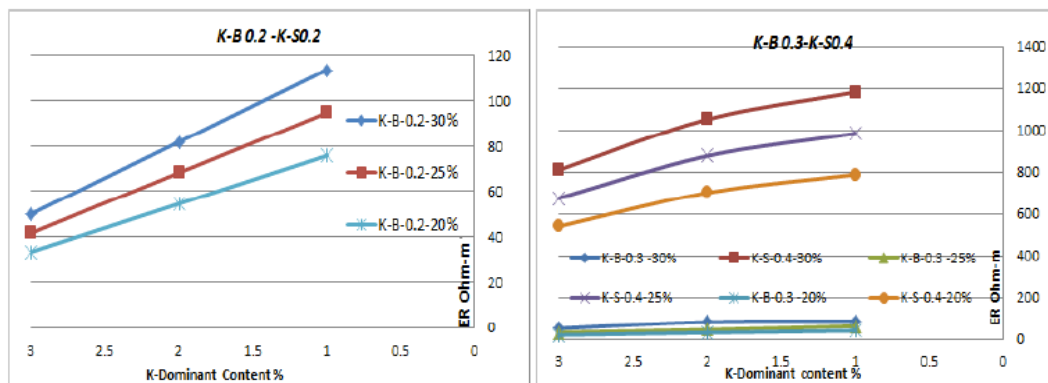 K-B 0.2 -K-S0.2
120
100
80
60
40
20
0
ER Ohm-m
K-B-0.2-30%
K-B-0.2-25%
K-B-0.2-20%
3 2.5 2 1.5 1 0.5 0
K-Dominant Content %
K-B 0.3-K-S0.4
1400
1200
1000
800
600
400
200
0
ER Ohm-m
K-B-0.3 -30% K-S-0.4-30% K-B-0.3 -25%
K-S-0.4-25% K-B-0.3-20% K-S-0.4-20%
3 2.5 2 1.5 1 0.5 0
K-Dominant content %